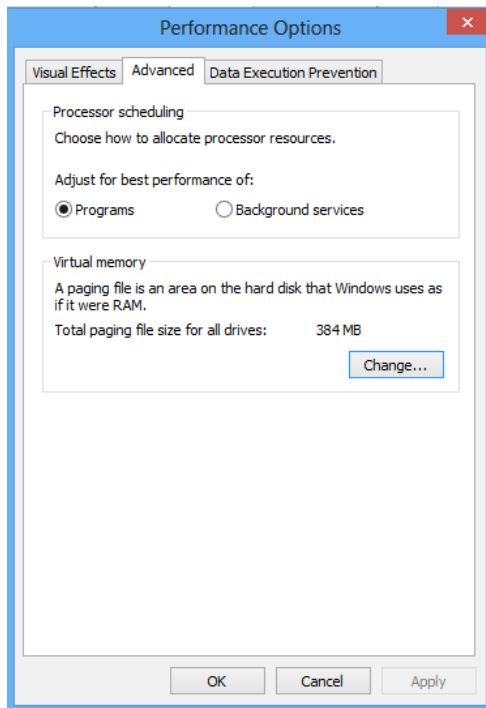 Performance Options
Visual Effects
Advanced
Data Execution Prevention
Processor scheduling
Choose how to allocate processor resources.
Adjust for best performance of:
Programs
Background services
Virtual memory
A paging file is an area on the hard disk that Windows uses as
if it were RAM.
Total paging file size for all drives:
384 MB
Change...
OK
Cancel
Apply